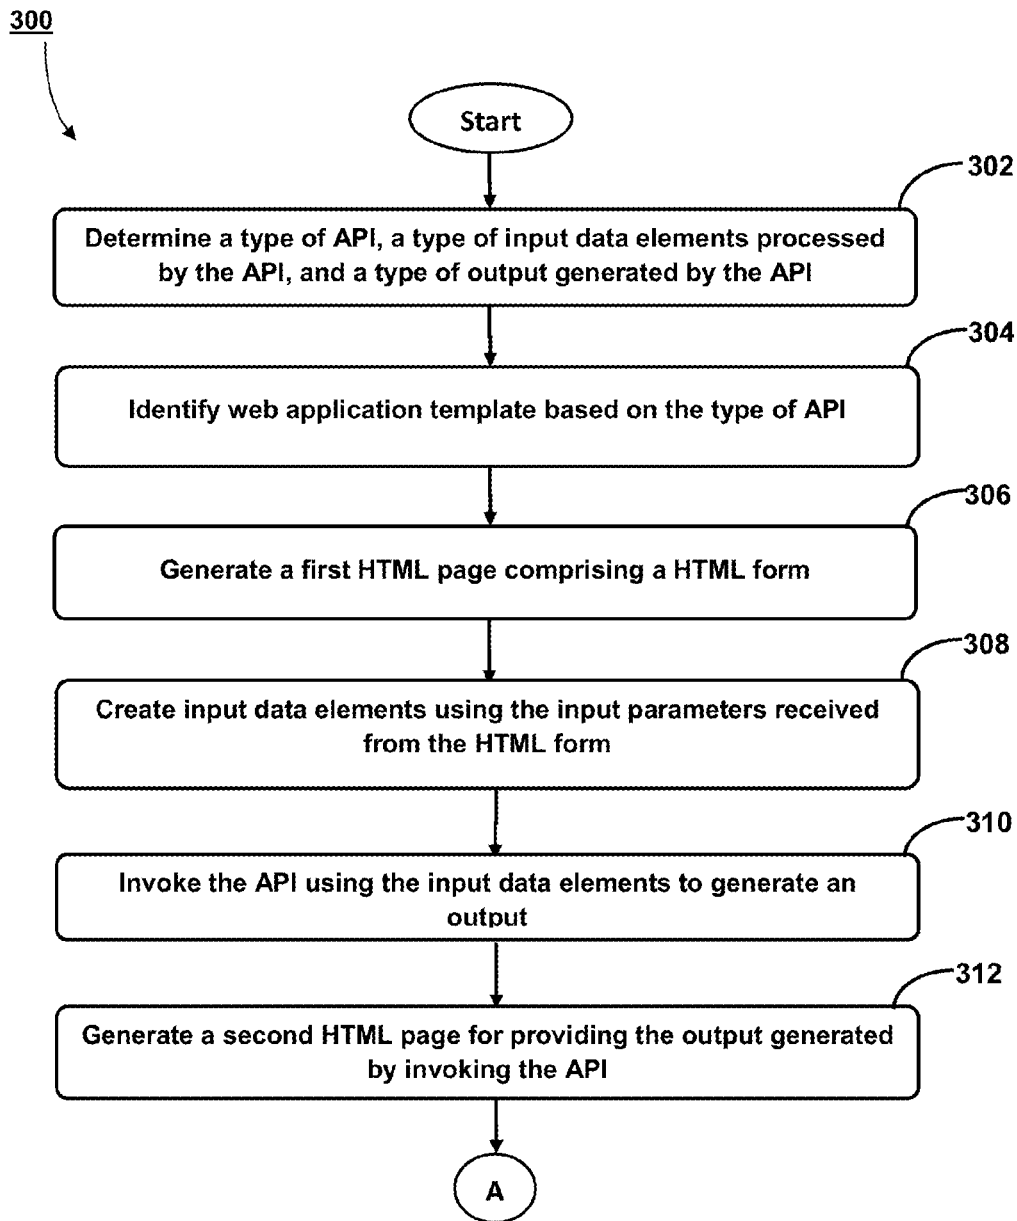 300
Start
302
Determine a type of API, a type of input data elements processed
by the API, and a type of output generated by the API
304
Identify web application template based on the type of API
306
Generate a first HTML page comprising a HTML form
308
Create input data elements using the input parameters received
from the HTML form
310
Invoke the API using the input data elements to generate an
output
312
Generate a second HTML page for providing the output generated
by invoking the API
A